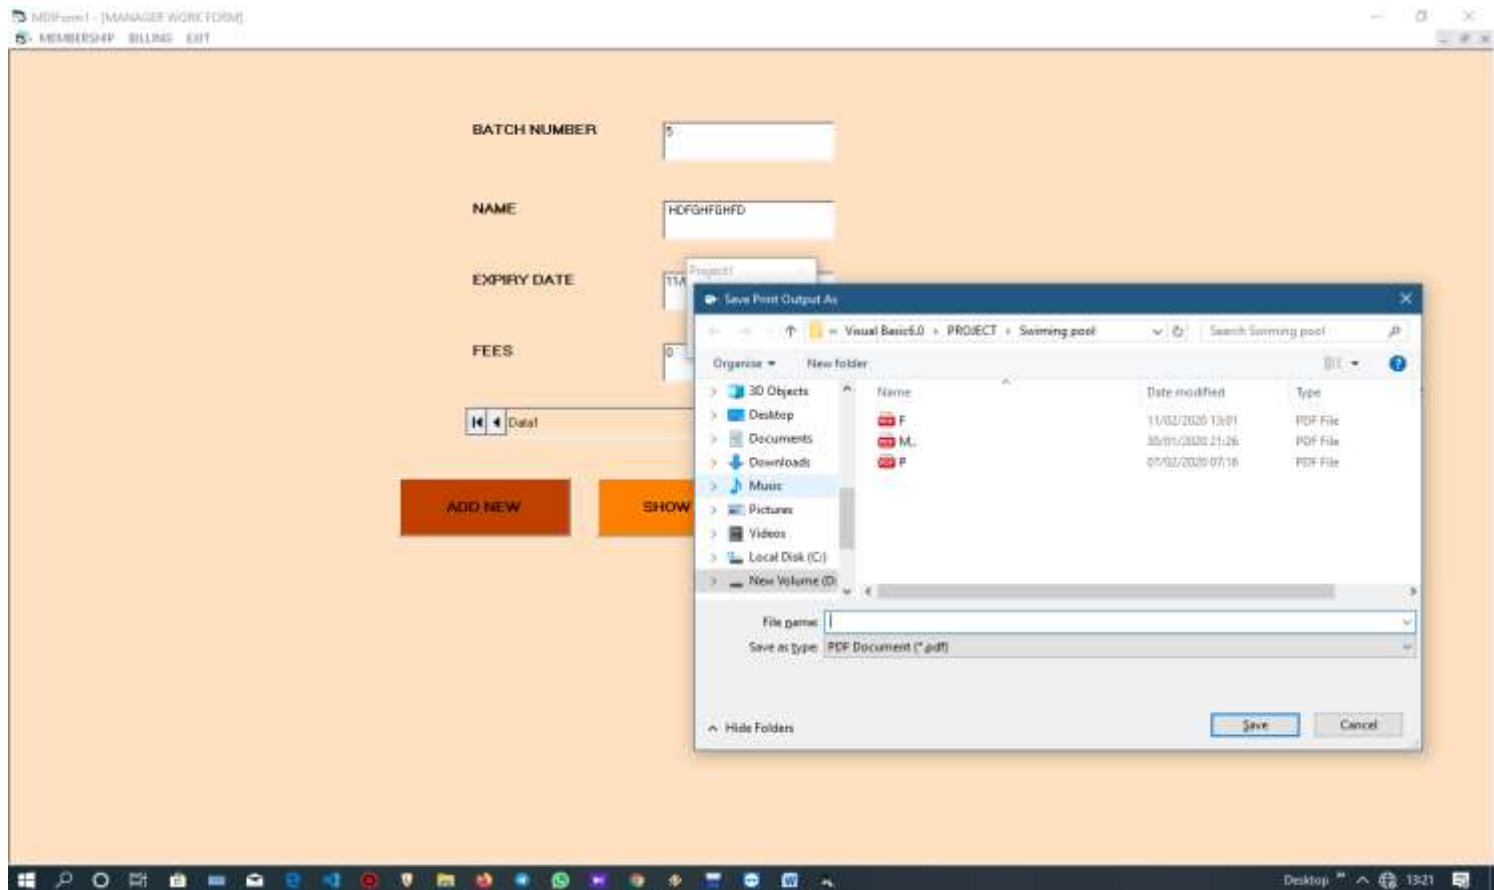 MDIForm1 - [MANAGER WORK FORM]
MEMBERSHIP BILLING EXIT
BATCH NUMBER
5
NAME
HDFGHFGHFD
EXPIRY DATE
FEES
0
Data1
ADD NEW
SHOW
Project1
Save Print Output As
Visual Basic6.0 › PROJECT › Swiming pool
Search Swiming pool
Organise
New folder
3D Objects
Desktop
Documents
Downloads
Music
Pictures
Videos
Local Disk (C:)
New Volume (D:
Name Date modified Type
F 11/02/2020 13:01 PDF File
M.. 30/01/2020 21:26 PDF File
P 07/02/2020 07:16 PDF File
File name:
Save as type: PDF Document (*.pdf)
Hide Folders
Save
Cancel
Desktop
13:21